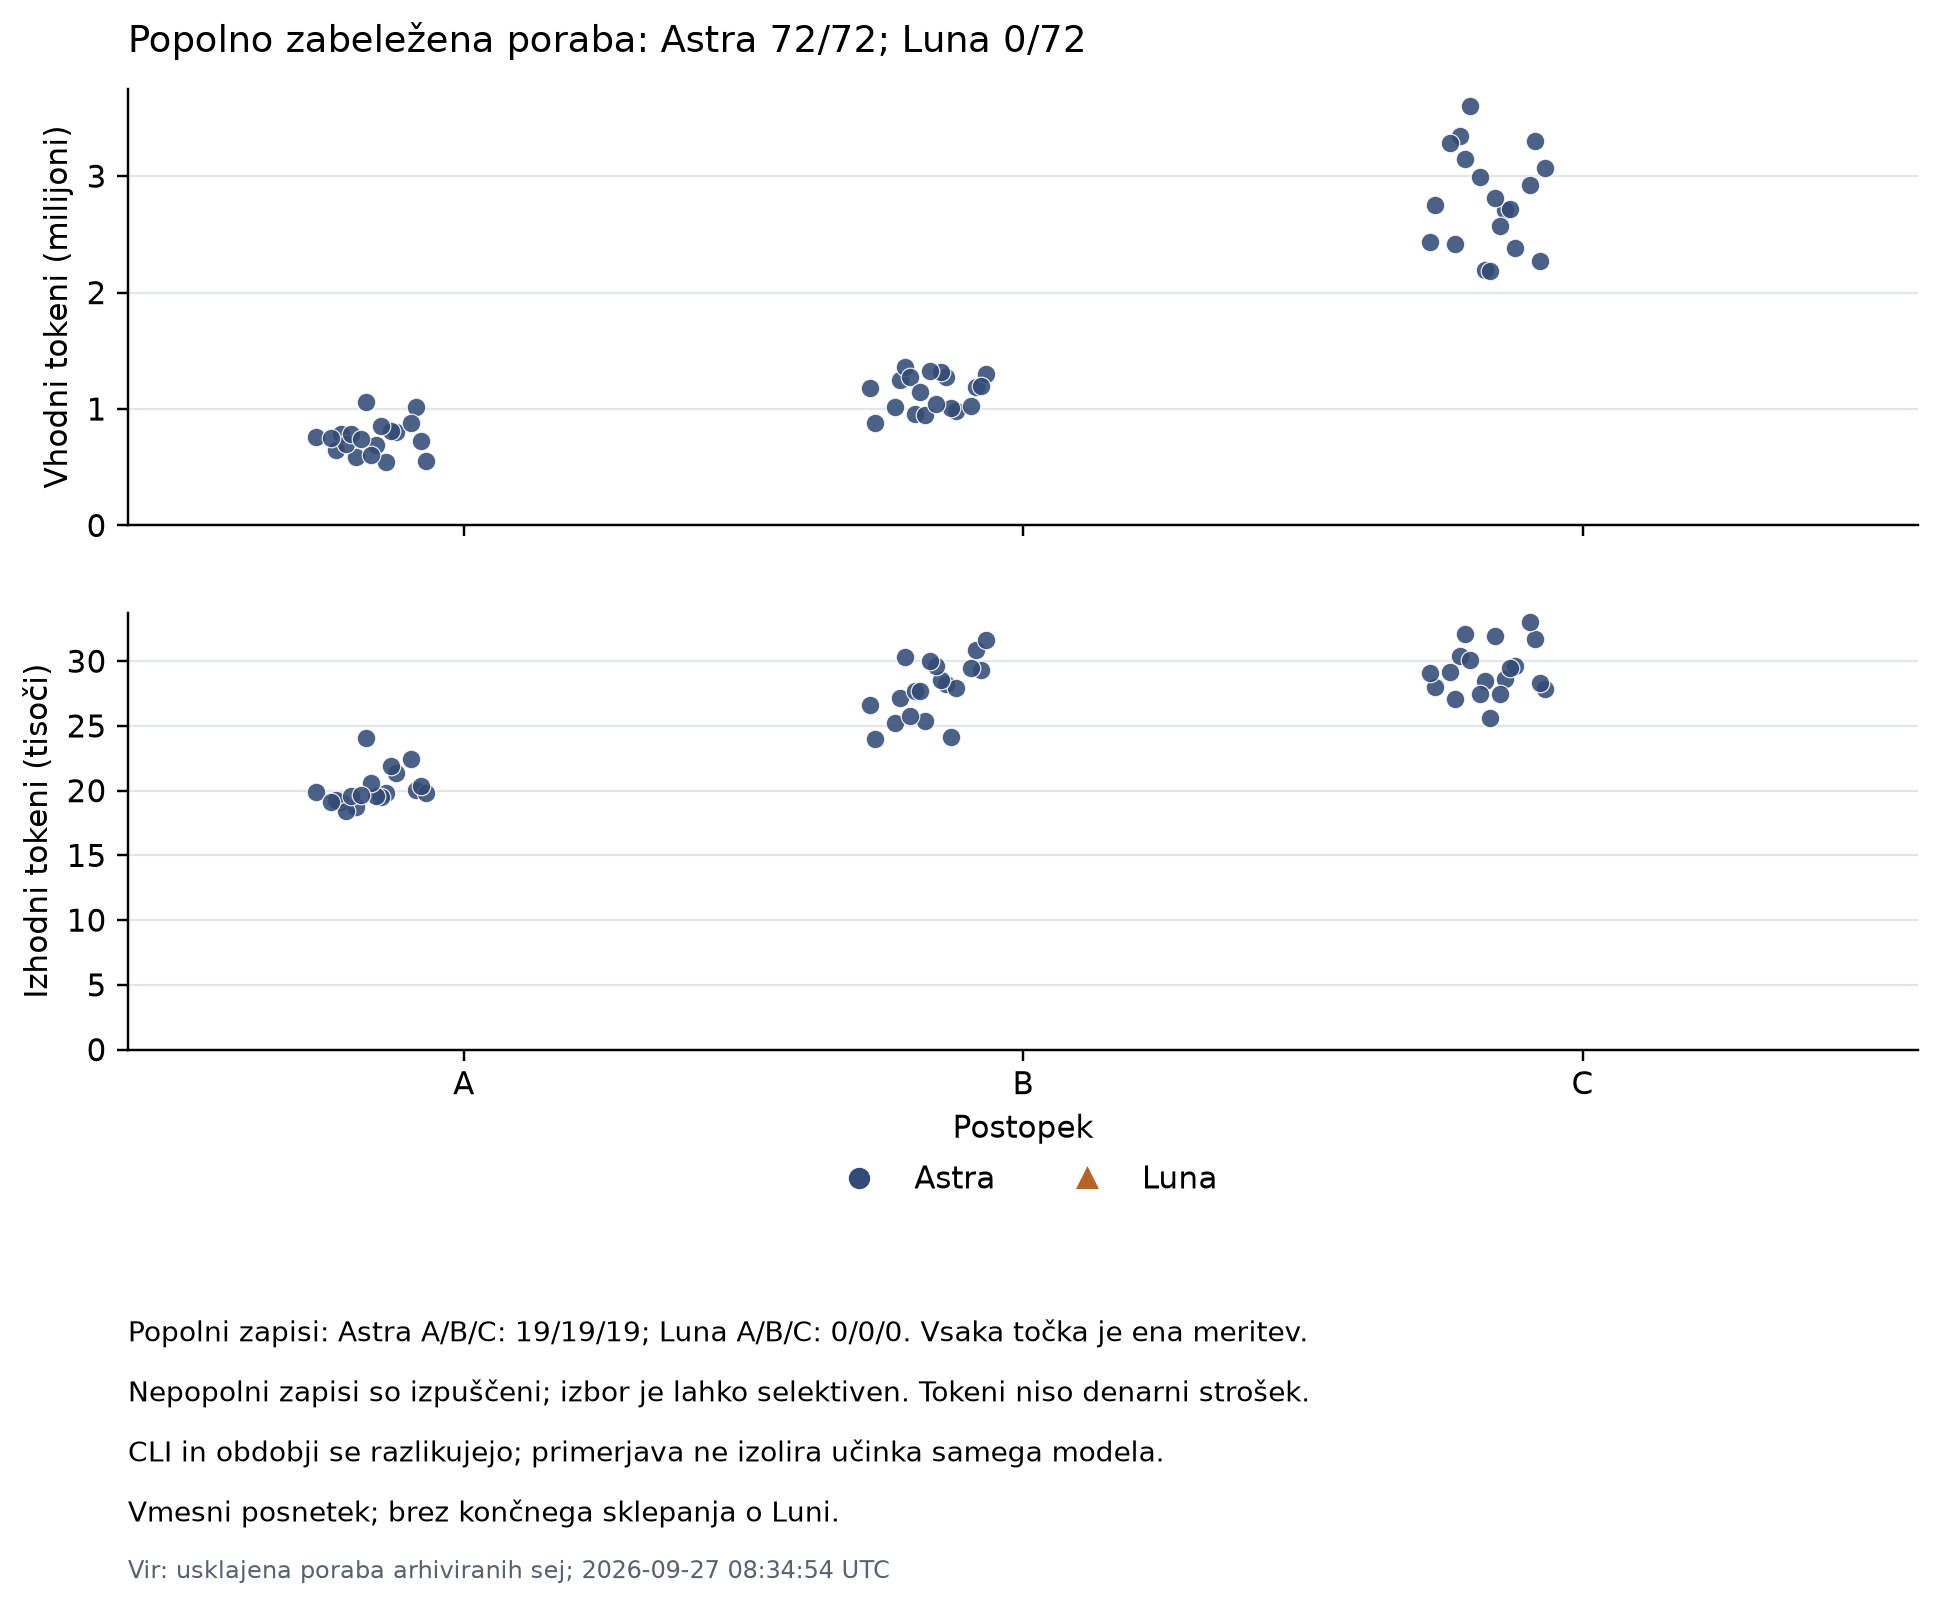 Popolno zabeležena poraba: Astra 72/72; Luna 0/72
Vhodni tokeni (milijoni)
3
2
1
0
Izhodni tokeni (tisoči)
30
25
20
15
10
5
0
A
B
C
Postopek
Astra
Luna
Popolni zapisi: Astra A/B/C: 19/19/19; Luna A/B/C: 0/0/0. Vsaka točka je ena meritev.
Nepopolni zapisi so izpuščeni; izbor je lahko selektiven. Tokeni niso denarni strošek.
CLI in obdobji se razlikujejo; primerjava ne izolira učinka samega modela.
Vmesni posnetek; brez končnega sklepanja o Luni.
Vir: usklajena poraba arhiviranih sej; 2026-09-27 08:34:54 UTC